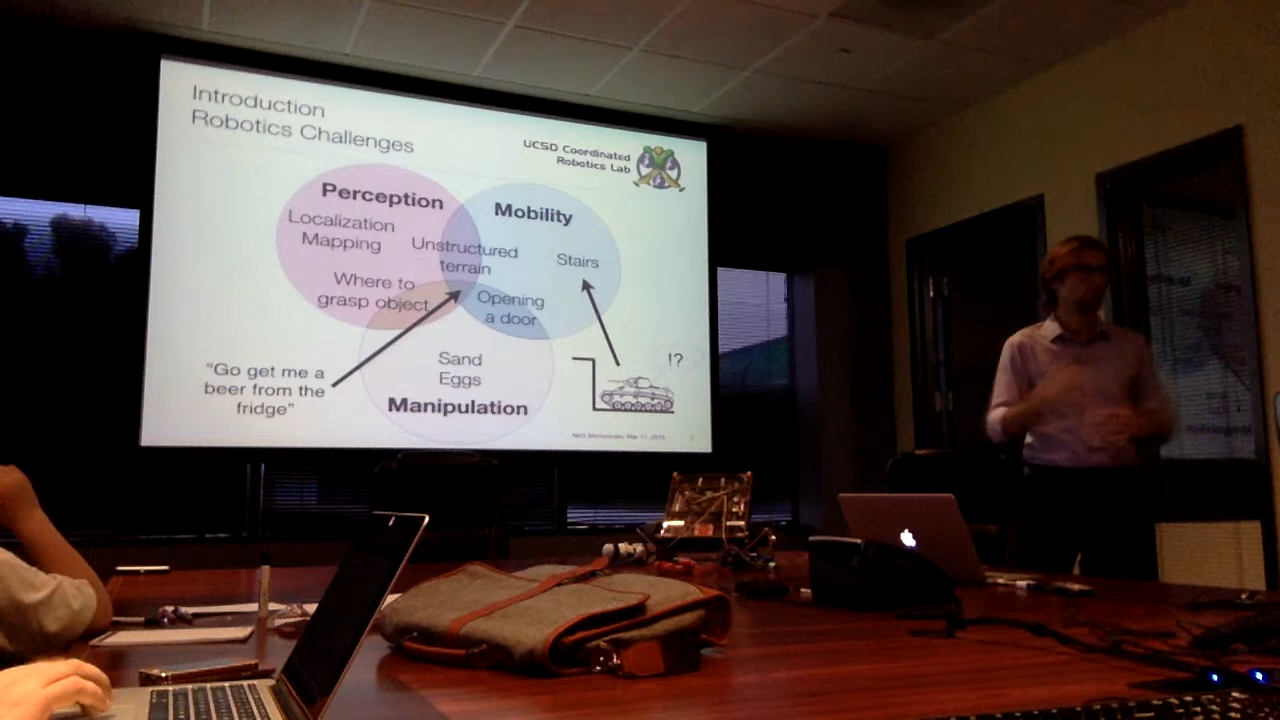 Introduction
Robotics Challenges
UCSD Coordinated
Robotics Lab
Perception
Localization
Mapping
Where to
grasp object
Unstructured
terrain
Mobility
Stairs
Opening
a door
Sand
Eggs
Manipulation
"Go get me a
beer from the
fridge"
!?